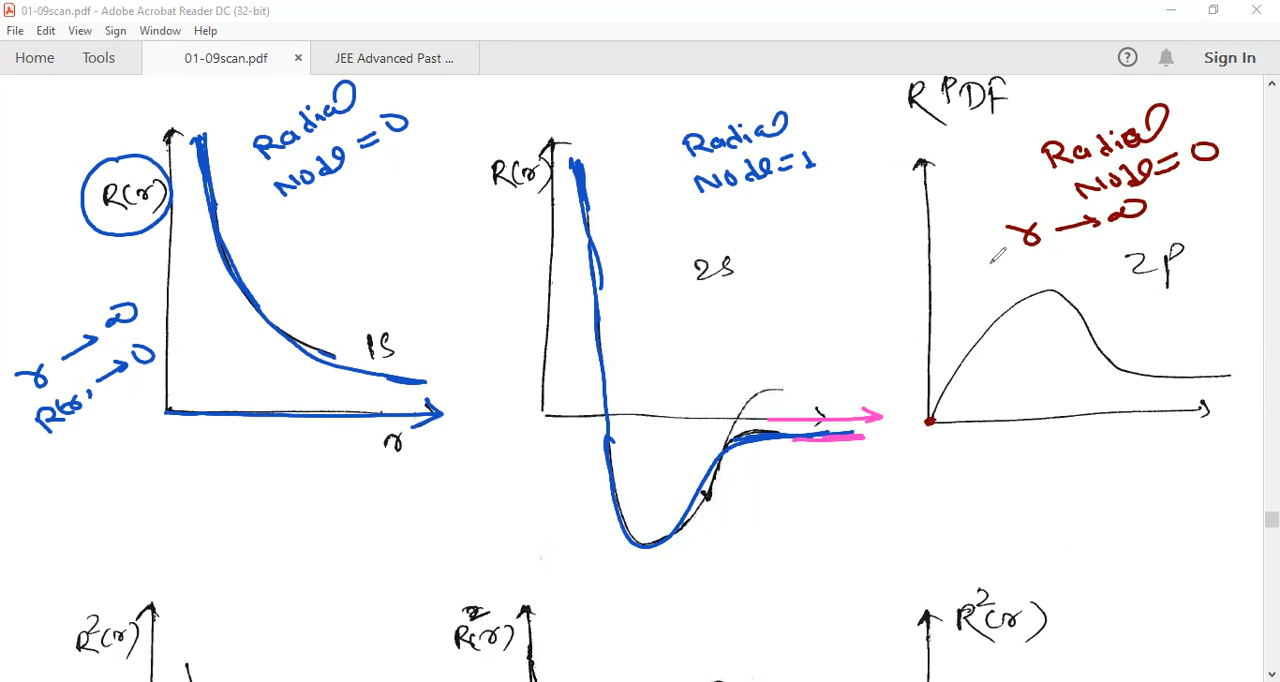 01-09scan.pdf - Adobe Acrobat Reader DC (32-bit)
File Edit View Sign Window Help
Home Tools 01-09scan.pdf × JEE Advanced Past ... Sign In
RPDF
Radial
Node = 0
R(r)
1s
r → ∞
R(r) → 0
r
Radial
Node = 1
R(r)
2s
Radial
Node = 0
r → ∞
2p
R²(r)
R²(r)
R²(r)